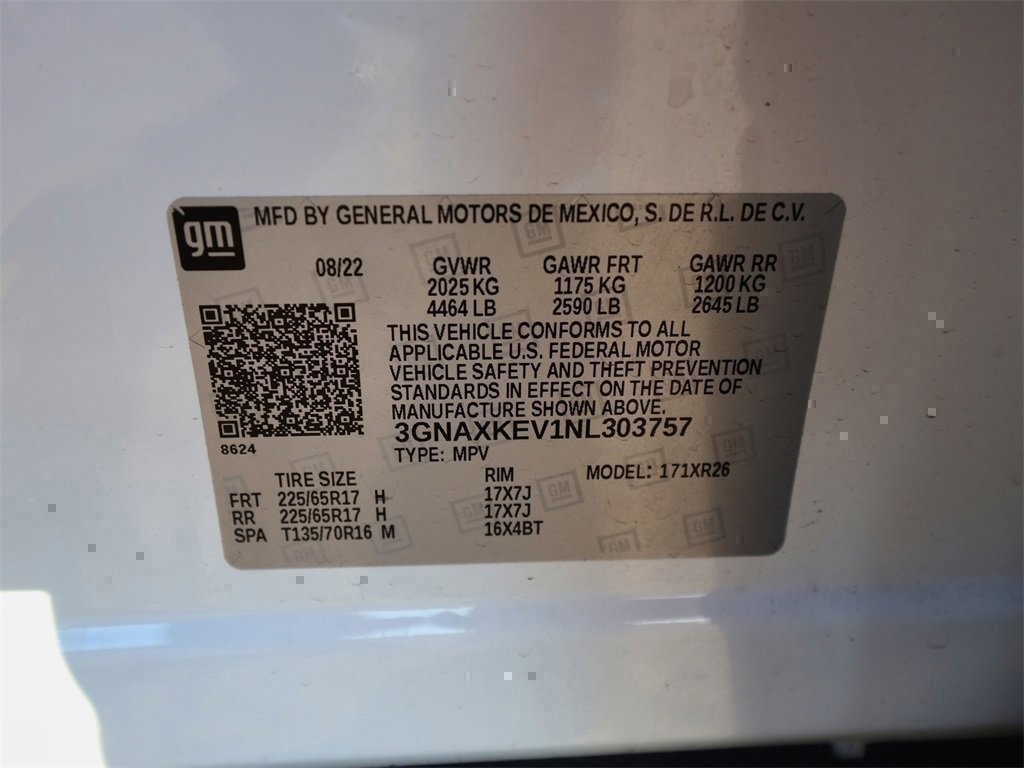 gm MFD BY GENERAL MOTORS DE MEXICO, S. DE R.L. DE C.V.
08/22 GVWR GAWR FRT GAWR RR
2025 KG 1175 KG 1200 KG
4464 LB 2590 LB 2645 LB
THIS VEHICLE CONFORMS TO ALL
APPLICABLE U.S. FEDERAL MOTOR
VEHICLE SAFETY AND THEFT PREVENTION
STANDARDS IN EFFECT ON THE DATE OF
MANUFACTURE SHOWN ABOVE.
3GNAXKEV1NL303757
8624
TYPE: MPV
TIRE SIZE RIM MODEL: 171XR26
FRT 225/65R17 H 17X7J
RR 225/65R17 H 17X7J
SPA T135/70R16 M 16X4BT